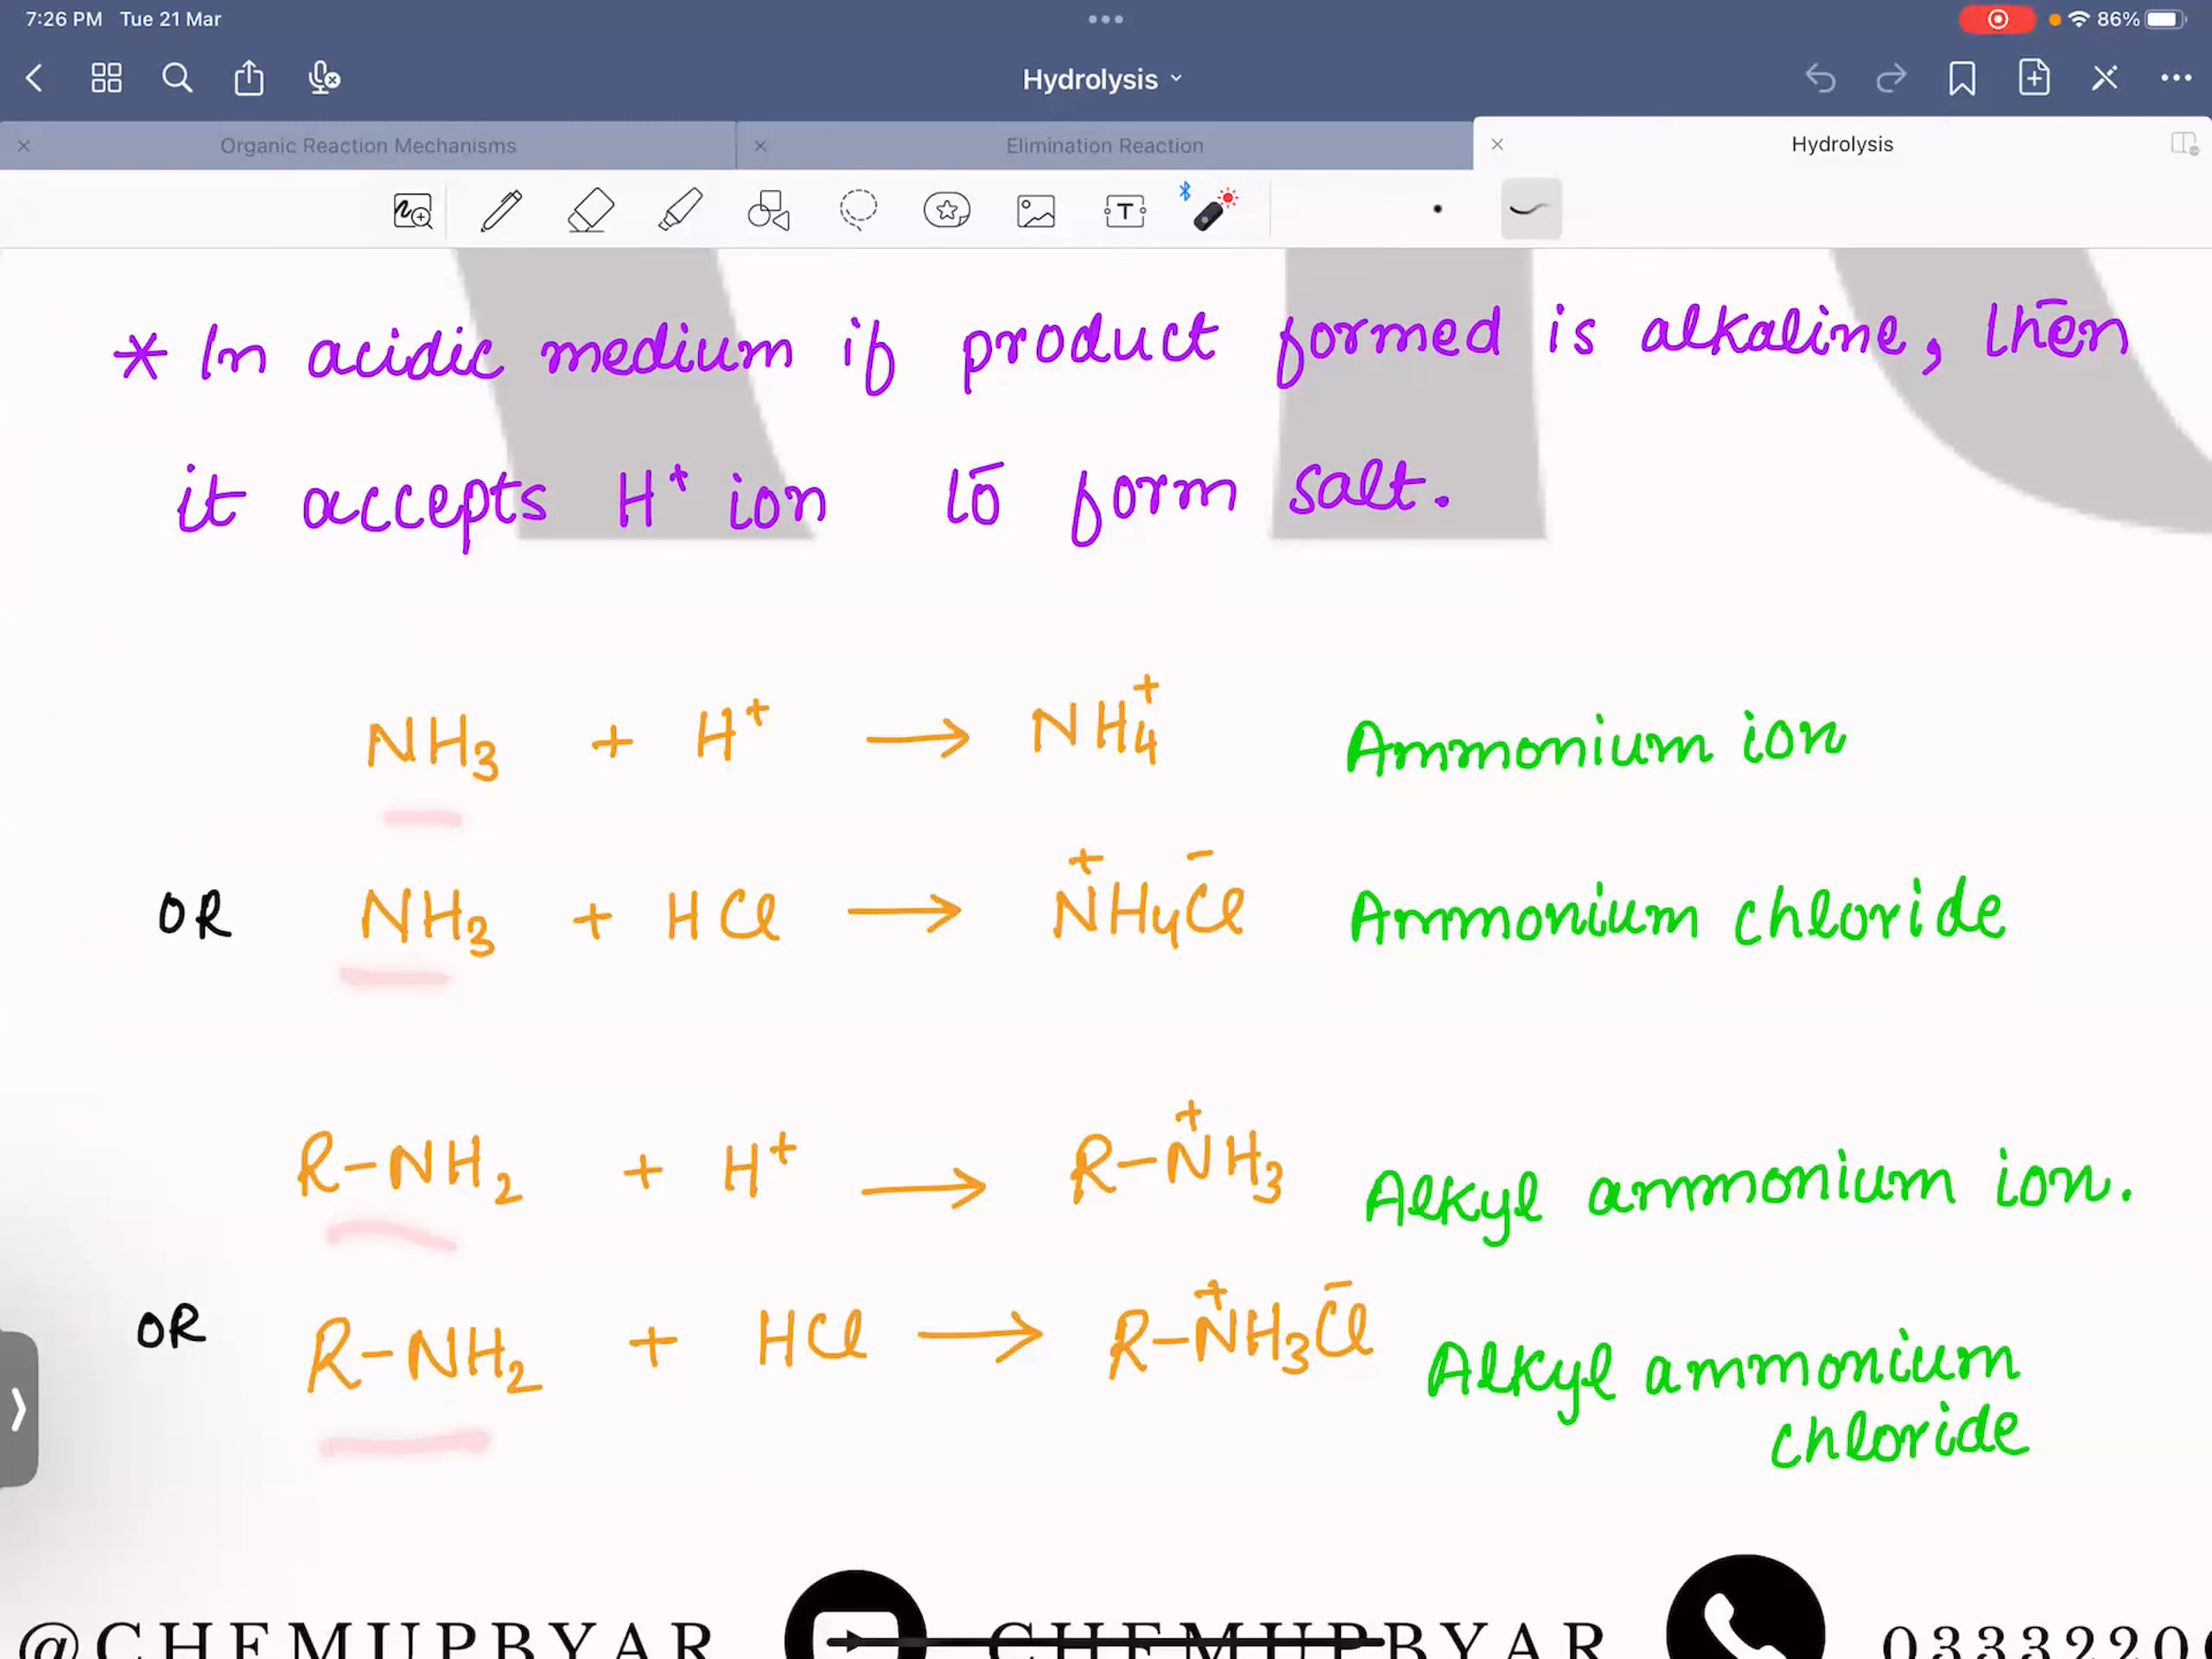 7:26 PM Tue 21 Mar
86%
Hydrolysis
Organic Reaction Mechanisms
Elimination Reaction
Hydrolysis
T
* In acidic medium if product formed is alkaline, then
it accepts H⁺ ion to form salt.
NH₃ + H⁺ → NH₄⁺ Ammonium ion
OR NH₃ + HCl → N⁺H₄Cl⁻ Ammonium chloride
R-NH₂ + H⁺ → R-N⁺H₃ Alkyl ammonium ion.
OR R-NH₂ + HCl → R-N⁺H₃Cl⁻ Alkyl ammonium
chloride
@CHEMUPBYAR CHEMUPBYAR 0333220